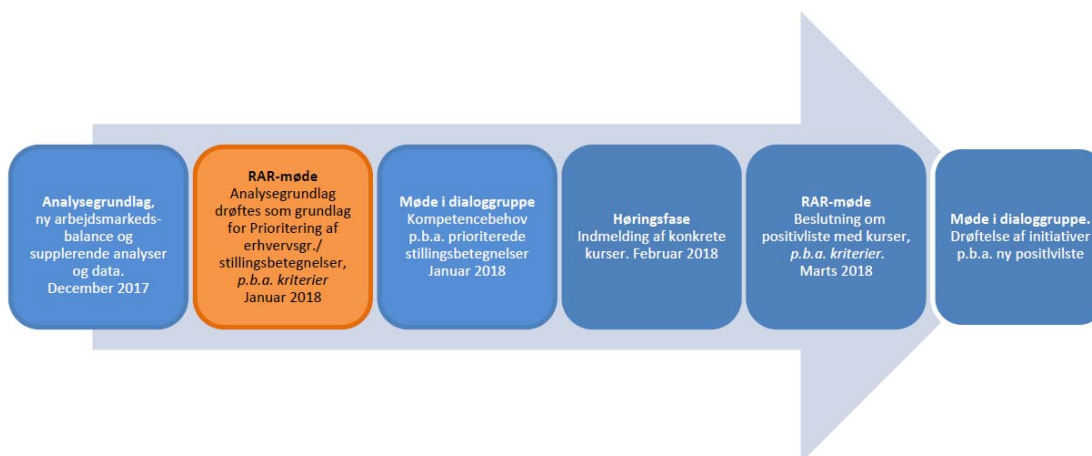 Analysegrundlag,
ny arbejdsmarkeds-
balance og
supplerende analyser
og data.
December 2017
RAR-møde
Analysegrundlag
drøftes som grundlag
for Prioritering af
erhvervsgr./
stillingsbetegnelser,
p.b.a. kriterier
Januar 2018
Møde i dialoggruppe
Kompetencebehov
p.b.a. prioriterede
stillingsbetegnelser
Januar 2018
Høringsfase
Indmelding af konkrete
kurser. Februar 2018
RAR-møde
Beslutning om
positivliste med kurser,
p.b.a. kriterier.
Marts 2018
Møde i dialoggruppe.
Drøftelse af initiativer
p.b.a. ny positvilste